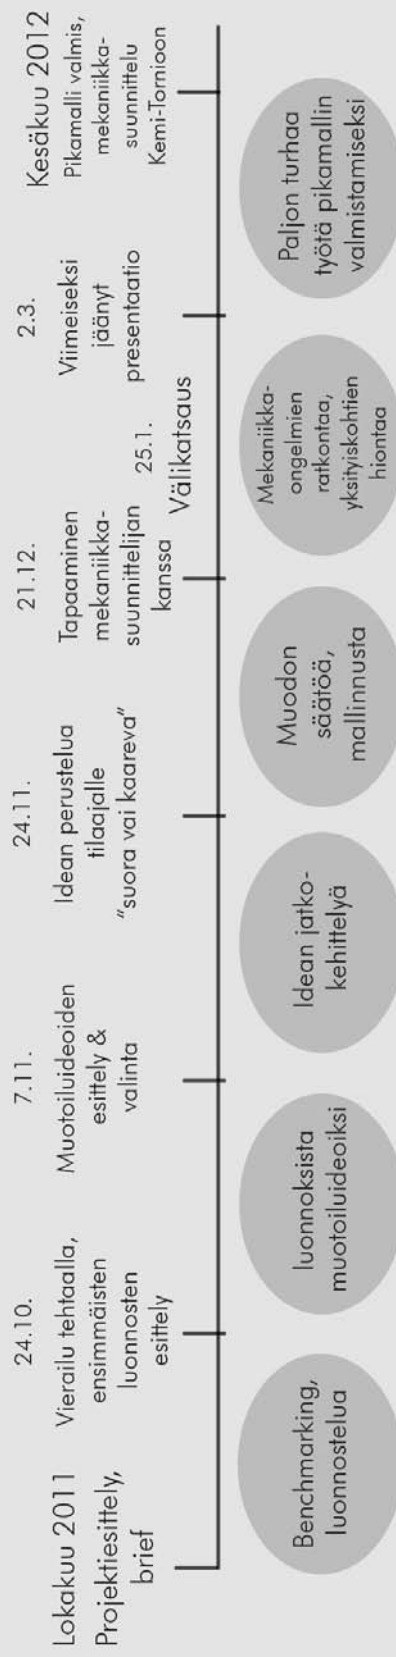 Lokakuu 2011
Projektiesittely,
brief
24.10.
Vierailu tehtaalla,
ensimmäisten
luonnosten
esittely
7.11.
Muotoiluideoiden
esittely &
valinta
24.11.
Idean perustelua
tilaajalle
"suora vai kaareva"
21.12.
Tapaaminen
mekaniikka-
suunnittelijan
kanssa
25.1.
Välikatsaus
2.3.
Viimeiseksi
jäänyt
presentaatio
Kesäkuu 2012
Pikamalli valmis,
mekaniikka-
suunnittelu
Kemi-Tornioon
Benchmarking,
luonnostelua
luonnoksista
muotoiluideoiksi
Idean jatko-
kehittelyä
Muodon
säätöä,
mallinnusta
Mekaniikka-
ongelmien
ratkontaa,
yksityiskohtien
hiontaa
Paljon turhaa
työtä pikamallin
valmistamiseksi